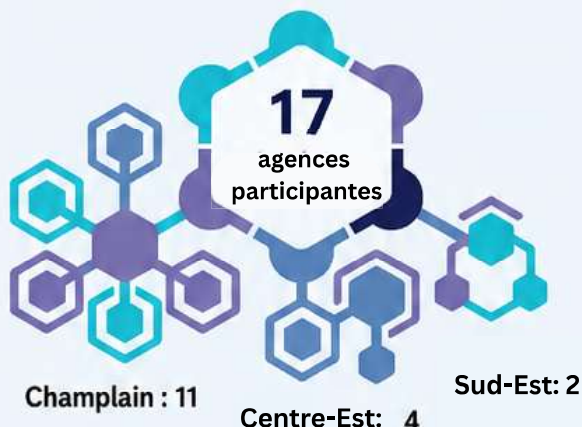 17
agences
participantes
Champlain : 11
Centre-Est: 4
Sud-Est: 2